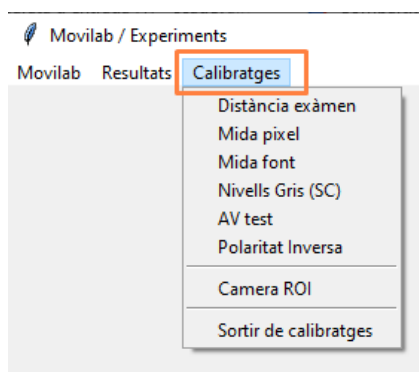 Movilab / Experiments
Movilab Resultats Calibratges
Distància exàmen
Mida pixel
Mida font
Nivells Gris (SC)
AV test
Polaritat Inversa
Camera ROI
Sortir de calibratges